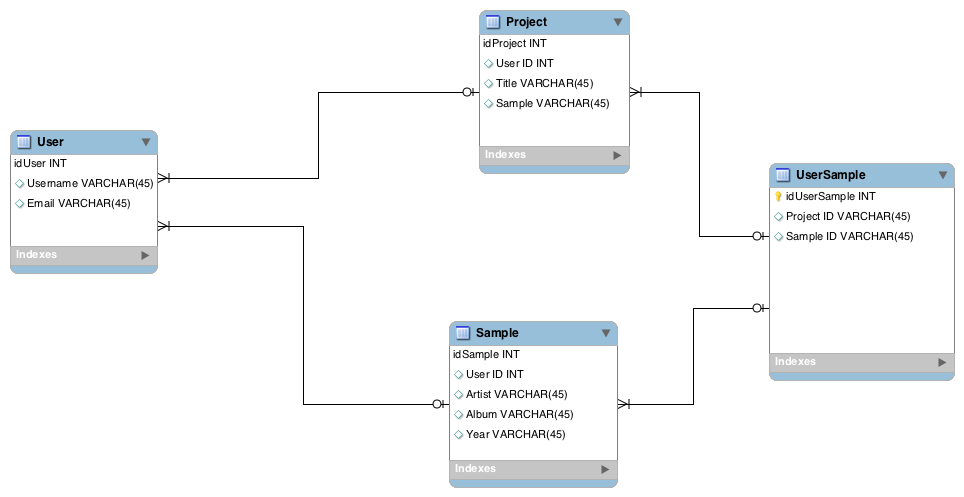 Project
idProject INT
User ID INT
Title VARCHAR(45)
Sample VARCHAR(45)
Indexes
User
idUser INT
Username VARCHAR(45)
Email VARCHAR(45)
Indexes
UserSample
idUserSample INT
Project ID VARCHAR(45)
Sample ID VARCHAR(45)
Indexes
Sample
idSample INT
User ID INT
Artist VARCHAR(45)
Album VARCHAR(45)
Year VARCHAR(45)
Indexes